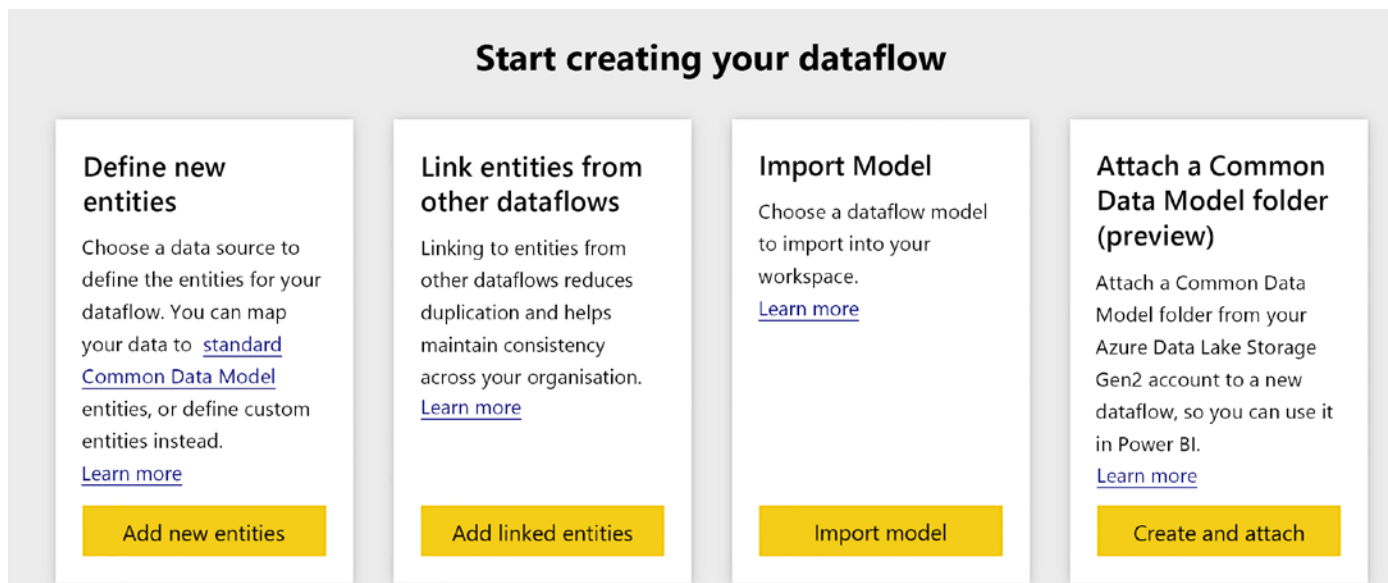 Start creating your dataflow
Define new
entities
Choose a data source to
define the entities for your
dataflow. You can map
your data to standard
Common Data Model
entities, or define custom
entities instead.
Learn more
Add new entities
Link entities from
other dataflows
Linking to entities from
other dataflows reduces
duplication and helps
maintain consistency
across your organisation.
Learn more
Add linked entities
Import Model
Choose a dataflow model
to import into your
workspace.
Learn more
Import model
Attach a Common
Data Model folder
(preview)
Attach a Common Data
Model folder from your
Azure Data Lake Storage
Gen2 account to a new
dataflow, so you can use it
in Power BI.
Learn more
Create and attach